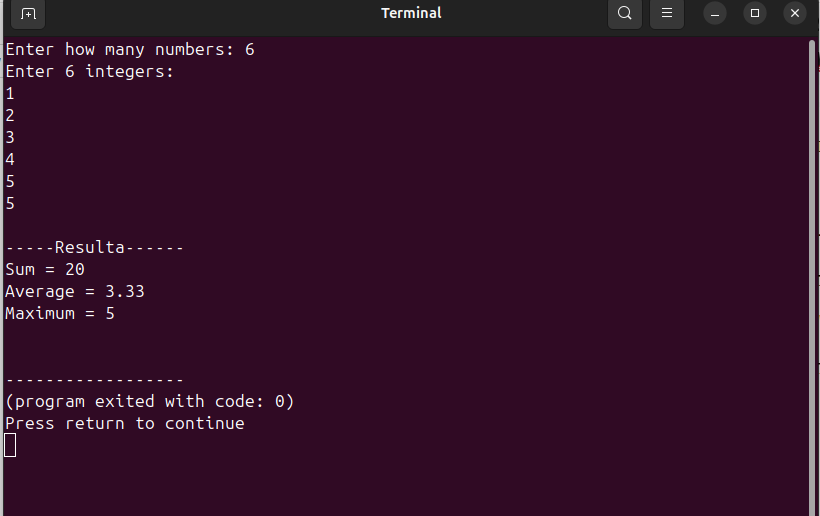 Terminal
Enter how many numbers: 6
Enter 6 integers:
1
2
3
4
5
5
-----Resulta------
Sum = 20
Average = 3.33
Maximum = 5
------------------
(program exited with code: 0)
Press return to continue